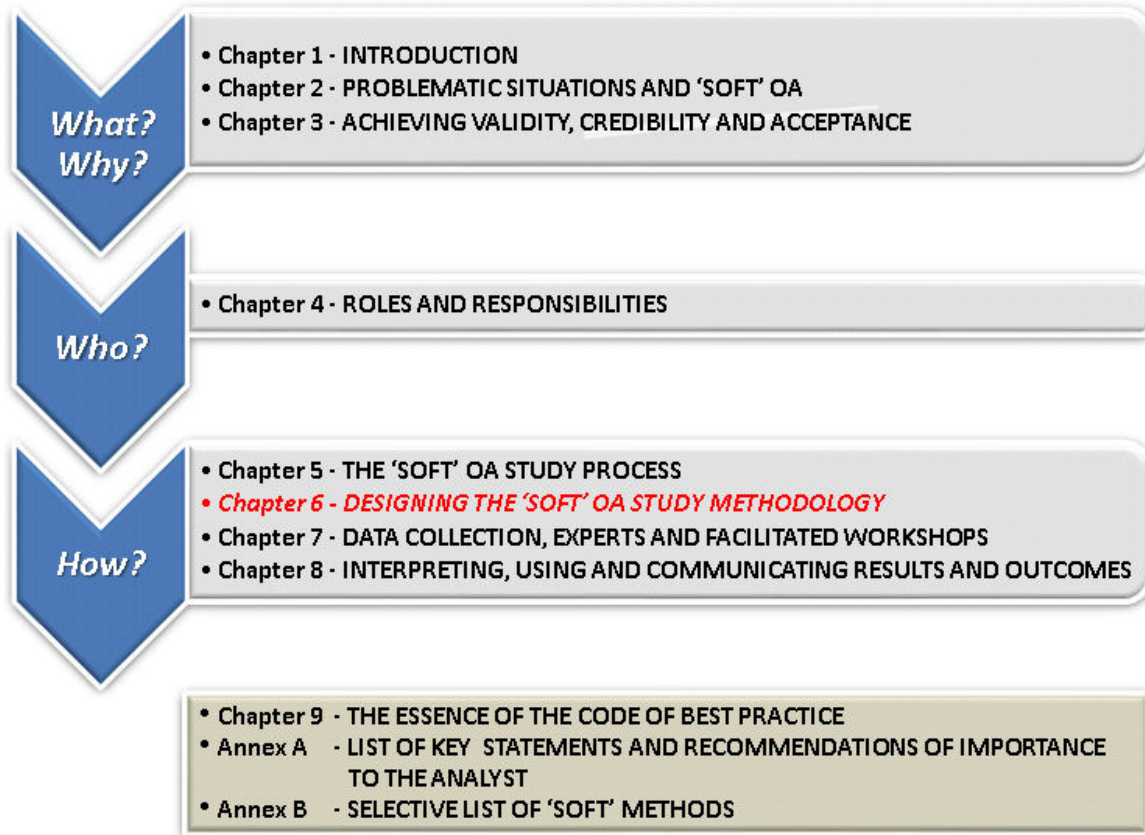 What?
Why?
• Chapter 1 - INTRODUCTION
• Chapter 2 - PROBLEMATIC SITUATIONS AND ‘SOFT’ OA
• Chapter 3 - ACHIEVING VALIDITY, CREDIBILITY AND ACCEPTANCE
Who?
• Chapter 4 - ROLES AND RESPONSIBILITIES
How?
• Chapter 5 - THE ‘SOFT’ OA STUDY PROCESS
• Chapter 6 - DESIGNING THE ‘SOFT’ OA STUDY METHODOLOGY
• Chapter 7 - DATA COLLECTION, EXPERTS AND FACILITATED WORKSHOPS
• Chapter 8 - INTERPRETING, USING AND COMMUNICATING RESULTS AND OUTCOMES
• Chapter 9 - THE ESSENCE OF THE CODE OF BEST PRACTICE
• Annex A - LIST OF KEY STATEMENTS AND RECOMMENDATIONS OF IMPORTANCE
TO THE ANALYST
• Annex B - SELECTIVE LIST OF ‘SOFT’ METHODS